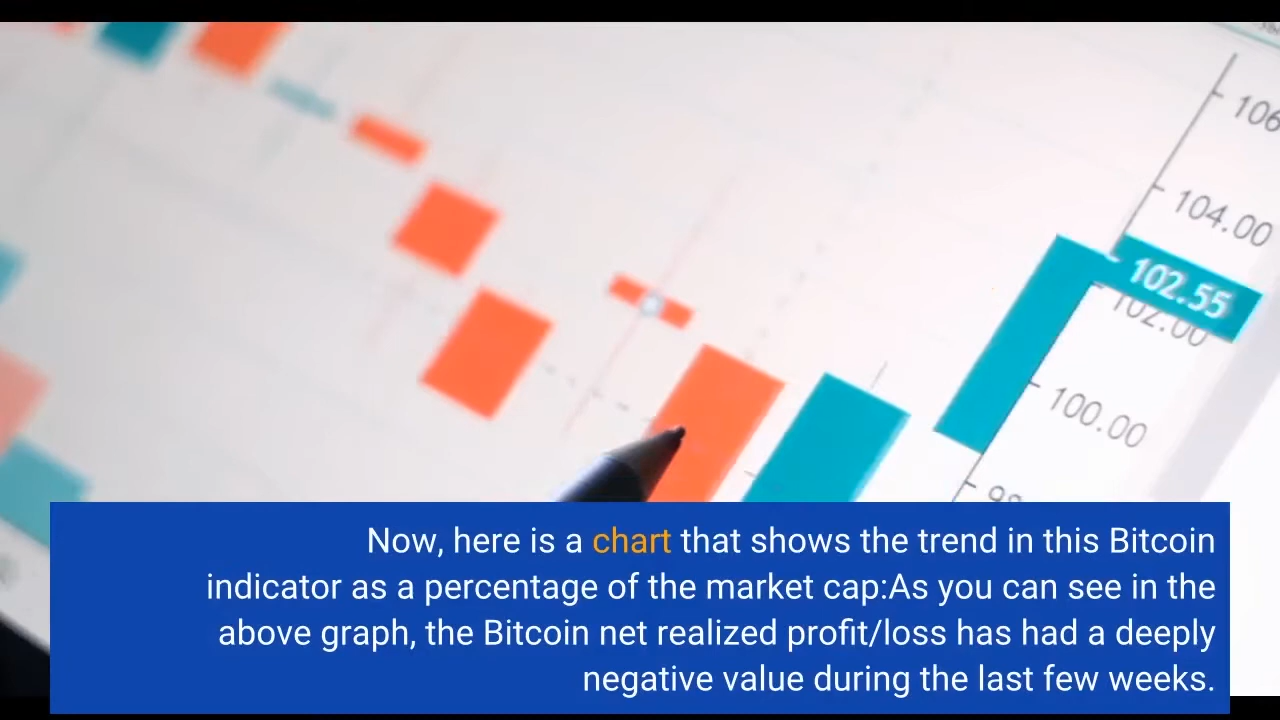 106
104.00
102.55
102.00
100.00
Now, here is a chart that shows the trend in this Bitcoin
indicator as a percentage of the market cap:As you can see in the
above graph, the Bitcoin net realized profit/loss has had a deeply
negative value during the last few weeks.